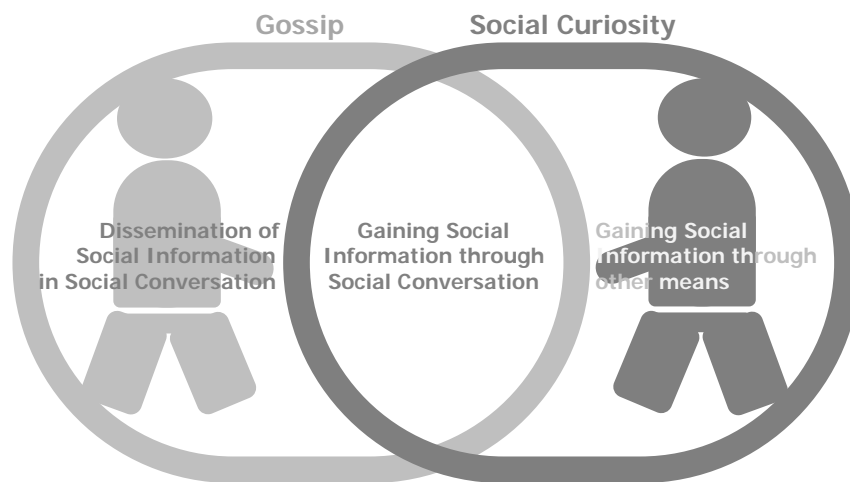 Gossip
Social Curiosity
Dissemination of
Social Information
in Social Conversation
Gaining Social
Information through
Social Conversation
Gaining Social
Information through
other means